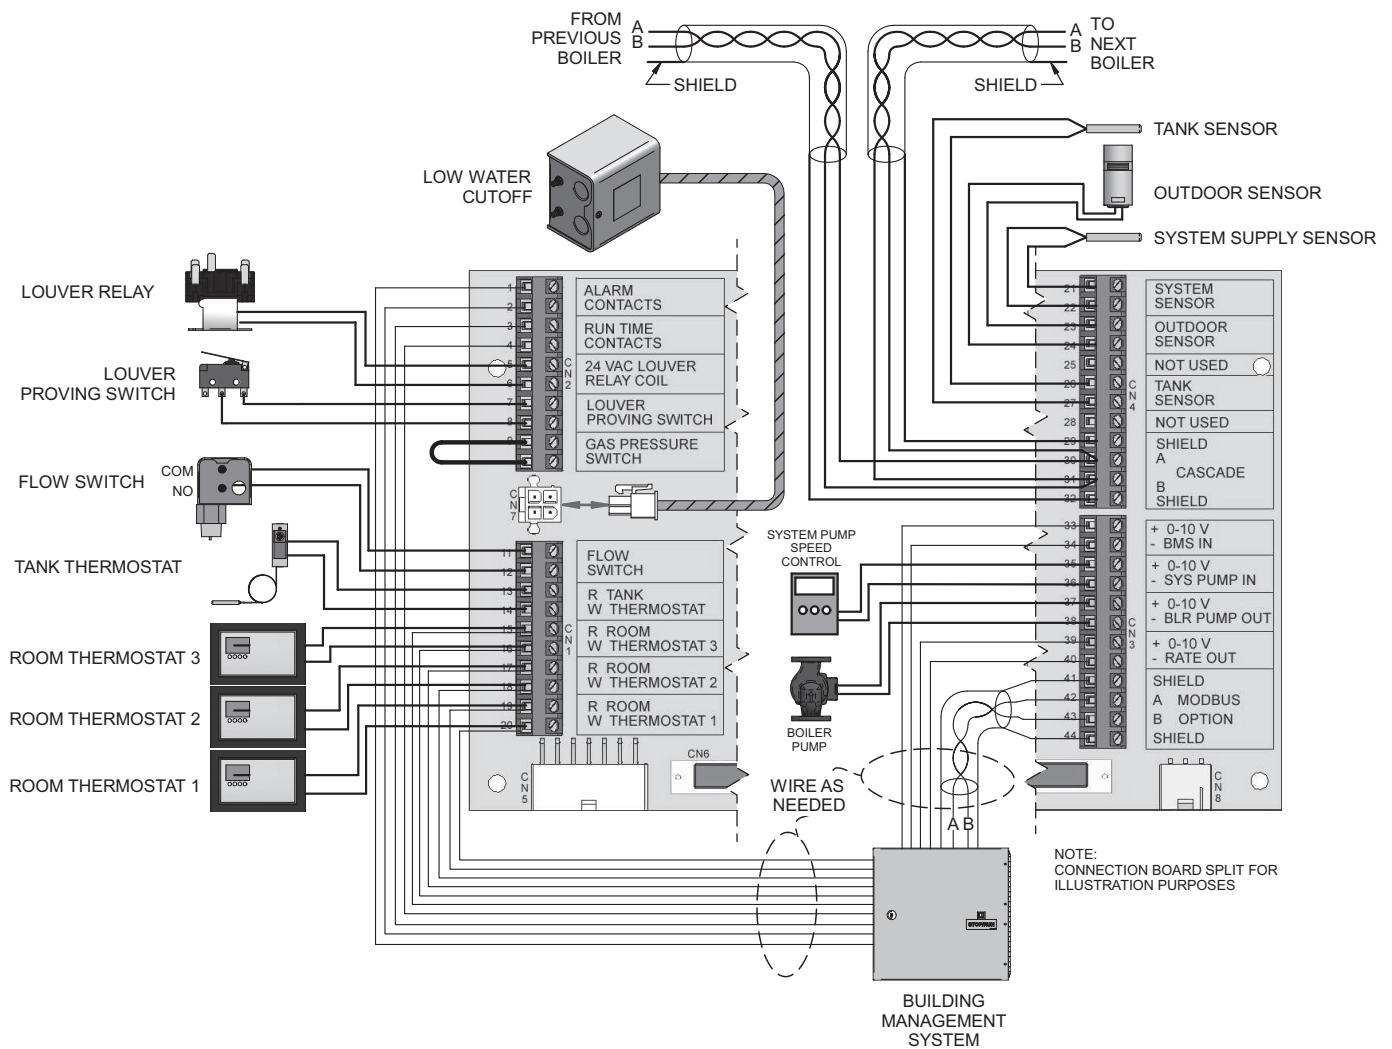 FROM
PREVIOUS
BOILER
A
B
SHIELD
TO
NEXT
BOILER
A
B
SHIELD
TANK SENSOR
OUTDOOR SENSOR
SYSTEM SUPPLY SENSOR
LOW WATER
CUTOFF
LOUVER RELAY
LOUVER
PROVING SWITCH
FLOW SWITCH
COM
NO
TANK THERMOSTAT
ROOM THERMOSTAT 3
ROOM THERMOSTAT 2
ROOM THERMOSTAT 1
1
2
3
4
5
6
7
8
9
10
CN2
ALARM
CONTACTS
RUN TIME
CONTACTS
24 VAC LOUVER
RELAY COIL
LOUVER
PROVING SWITCH
GAS PRESSURE
SWITCH
CN7
11
12
13
14
15
16
17
18
19
20
CN1
FLOW
SWITCH
R TANK
W THERMOSTAT
R ROOM
W THERMOSTAT 3
R ROOM
W THERMOSTAT 2
R ROOM
W THERMOSTAT 1
CN5
CN6
21
22
23
24
25
26
27
28
29
30
31
32
CN4
SYSTEM
SENSOR
OUTDOOR
SENSOR
NOT USED
TANK
SENSOR
NOT USED
SHIELD
A
CASCADE
B
SHIELD
SYSTEM PUMP
SPEED
CONTROL
BOILER
PUMP
33
34
35
36
37
38
39
40
41
42
43
44
CN3
+ 0-10 V
- BMS IN
+ 0-10 V
- SYS PUMP IN
+ 0-10 V
- BLR PUMP OUT
+ 0-10 V
- RATE OUT
SHIELD
A MODBUS
B OPTION
SHIELD
CN8
WIRE AS
NEEDED
A B
NOTE:
CONNECTION BOARD SPLIT FOR
ILLUSTRATION PURPOSES
BUILDING
MANAGEMENT
SYSTEM